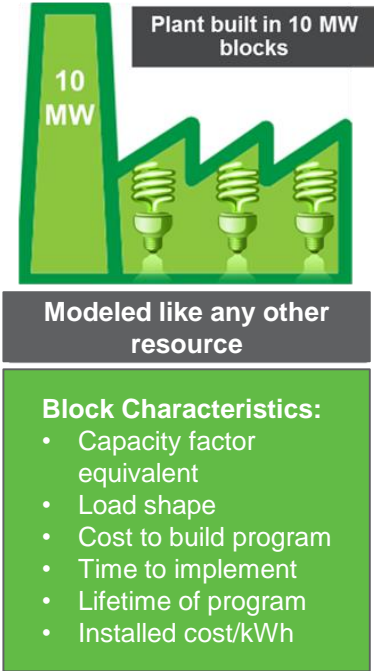 Plant built in 10 MW
blocks
10
MW
Modeled like any other
resource
Block Characteristics:
• Capacity factor
equivalent
• Load shape
• Cost to build program
• Time to implement
• Lifetime of program
• Installed cost/kWh